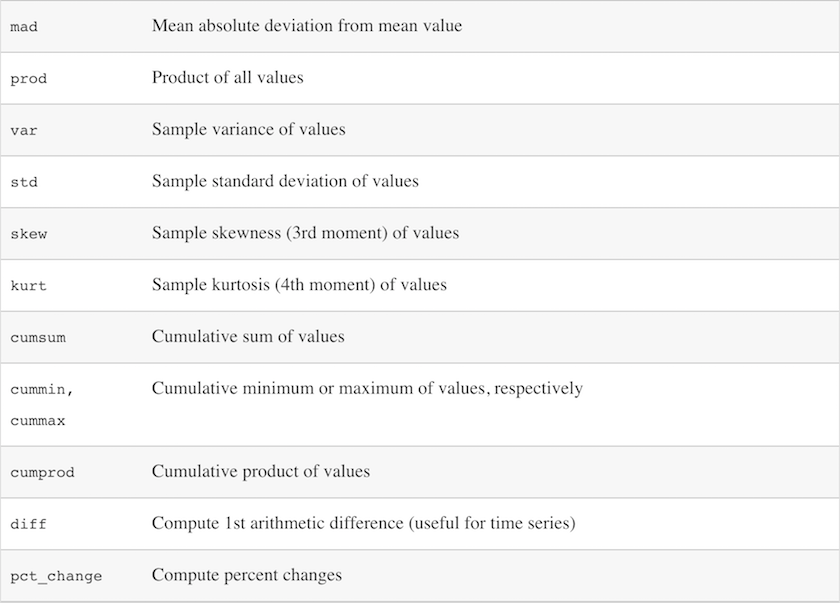 mad Mean absolute deviation from mean value
prod Product of all values
var Sample variance of values
std Sample standard deviation of values
skew Sample skewness (3rd moment) of values
kurt Sample kurtosis (4th moment) of values
cumsum Cumulative sum of values
cummin, Cumulative minimum or maximum of values, respectively
cummax
cumprod Cumulative product of values
diff Compute 1st arithmetic difference (useful for time series)
pct_change Compute percent changes